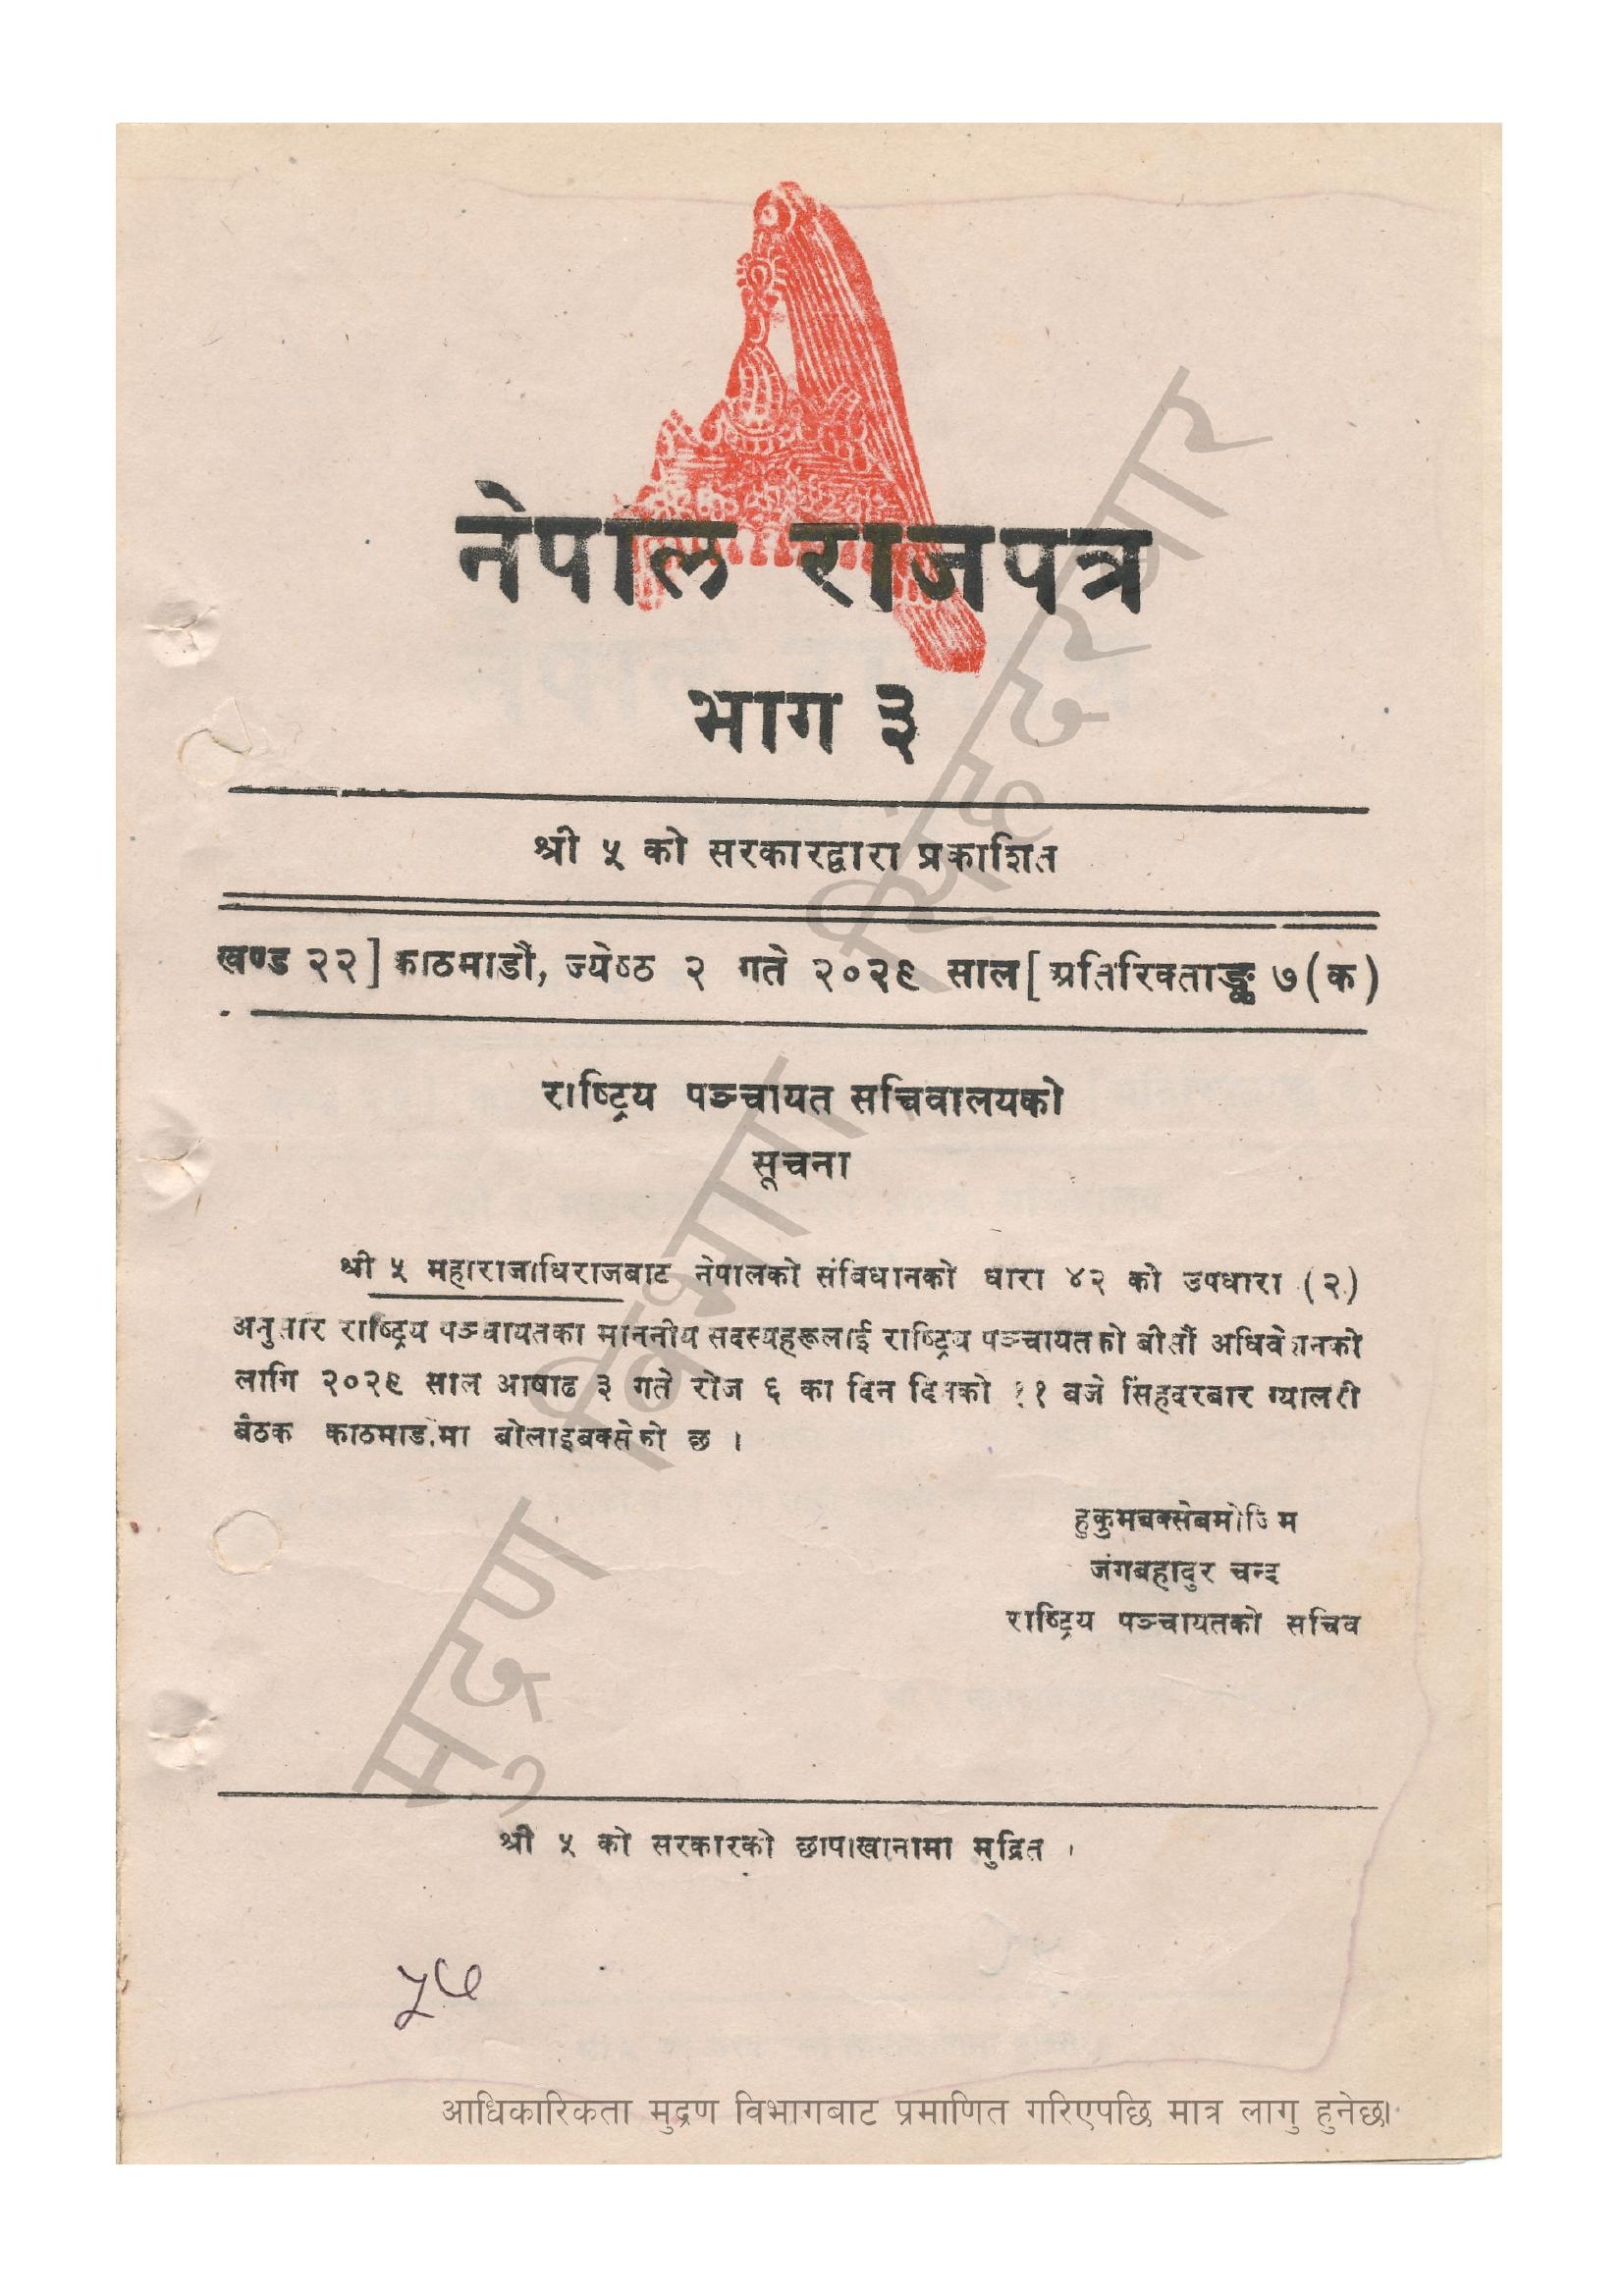 नेपाल राजपत्र
भाग ३
श्री ५ को सरकारद्वारा प्रकाशित
खण्ड २२] काठमाडौं, ज्येष्ठ २ गते २०२९ साल [अतिरिक्ताङ्क ७(क)
राष्ट्रिय पञ्चायत सचिवालयको
सूचना
श्री ५ महाराजाधिराजबाट नेपालको संविधानको धारा ४२ को उपधारा (२)
अनुसार राष्ट्रिय पञ्चायतका माननीय सदस्यहरूलाई राष्ट्रिय पञ्चायतको बीसौं अधिवेशनको
लागि २०२९ साल आषाढ ३ गते रोज ६ का दिन दिनको ११ बजे सिंहदरबार ग्यालरी
बैठक काठमाडौंमा बोलाइबक्सेको छ ।
हुकुमबक्सेबमोजिम
जंगबहादुर चन्द
राष्ट्रिय पञ्चायतको सचिव
श्री ५ को सरकारको छापाखानामा मुद्रित ।
मुद्रण विभाग, सिंहदरबार
आधिकारिकता मुद्रण विभागबाट प्रमाणित गरिएपछि मात्र लागु हुनेछ।